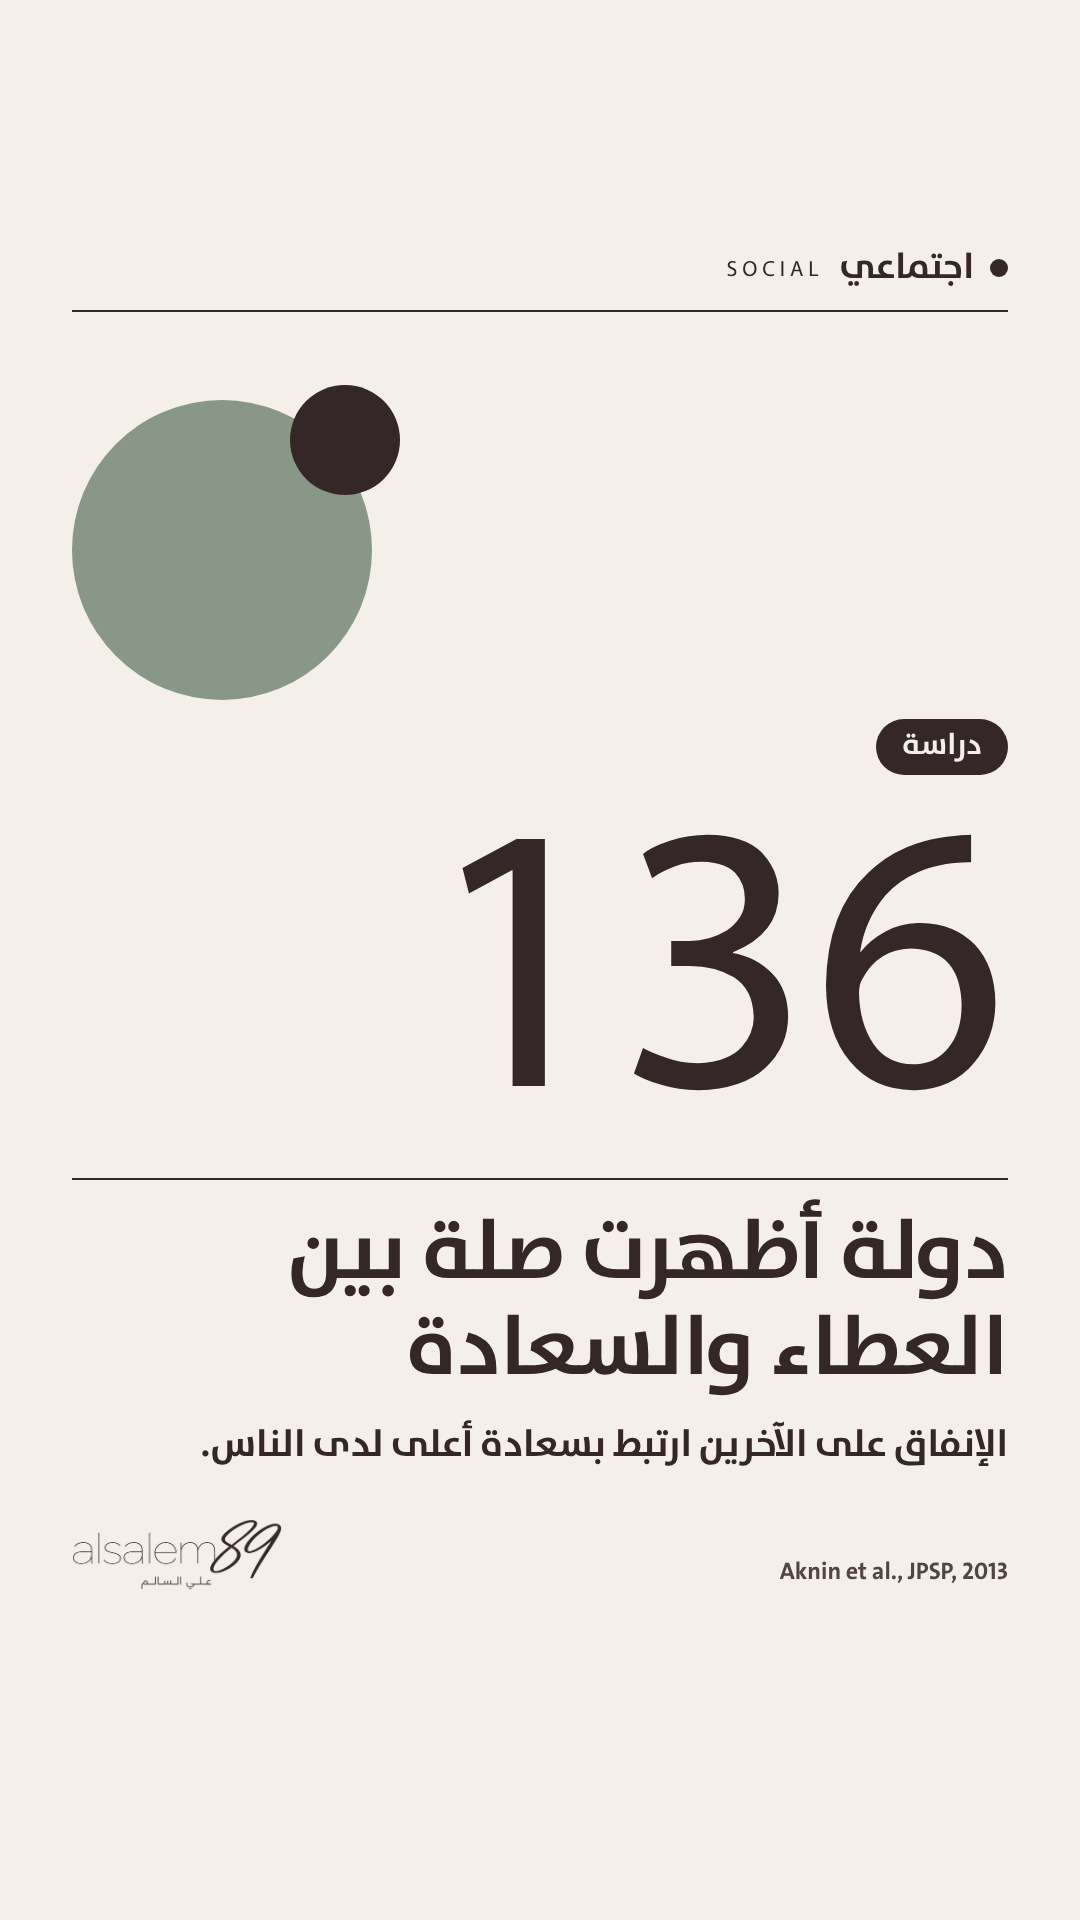 اجتماعي SOCIAL
دراسة
136
دولة أظهرت صلة بين
العطاء والسعادة
الإنفاق على الآخرين ارتبط بسعادة أعلى لدى الناس.
Aknin et al., JPSP, 2013
alsalem89
علي السالم